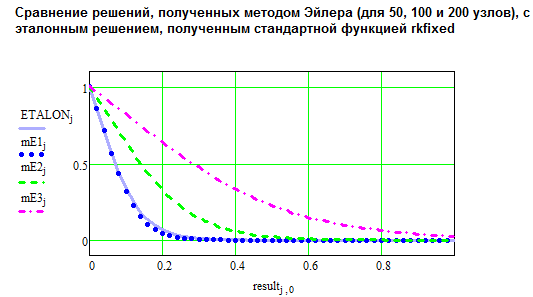 Сравнение решений, полученных методом Эйлера (для 50, 100 и 200 узлов), с
эталонным решением, полученным стандартной функцией rkfixed
1
ETALONj
mE1j
0.5
mE2j
mE3j
0
0 0.2 0.4 0.6 0.8
resultj , 0